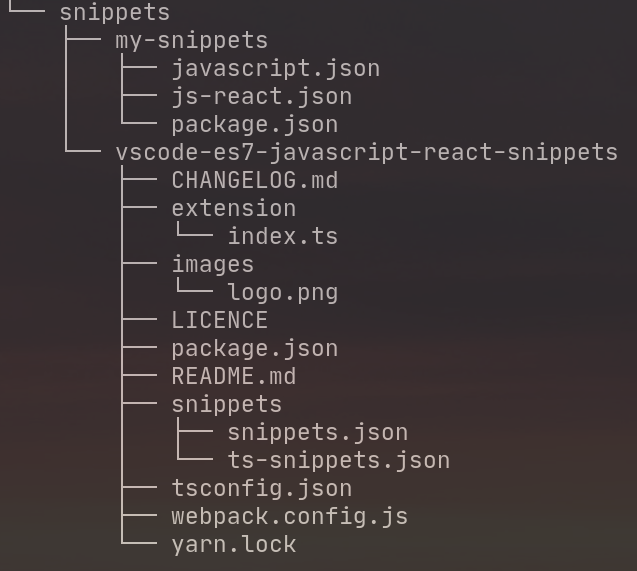 └── snippets
    ├── my-snippets
    │   ├── javascript.json
    │   ├── js-react.json
    │   └── package.json
    └── vscode-es7-javascript-react-snippets
        ├── CHANGELOG.md
        ├── extension
        │   └── index.ts
        ├── images
        │   └── logo.png
        ├── LICENCE
        ├── package.json
        ├── README.md
        ├── snippets
        │   ├── snippets.json
        │   └── ts-snippets.json
        ├── tsconfig.json
        ├── webpack.config.js
        └── yarn.lock